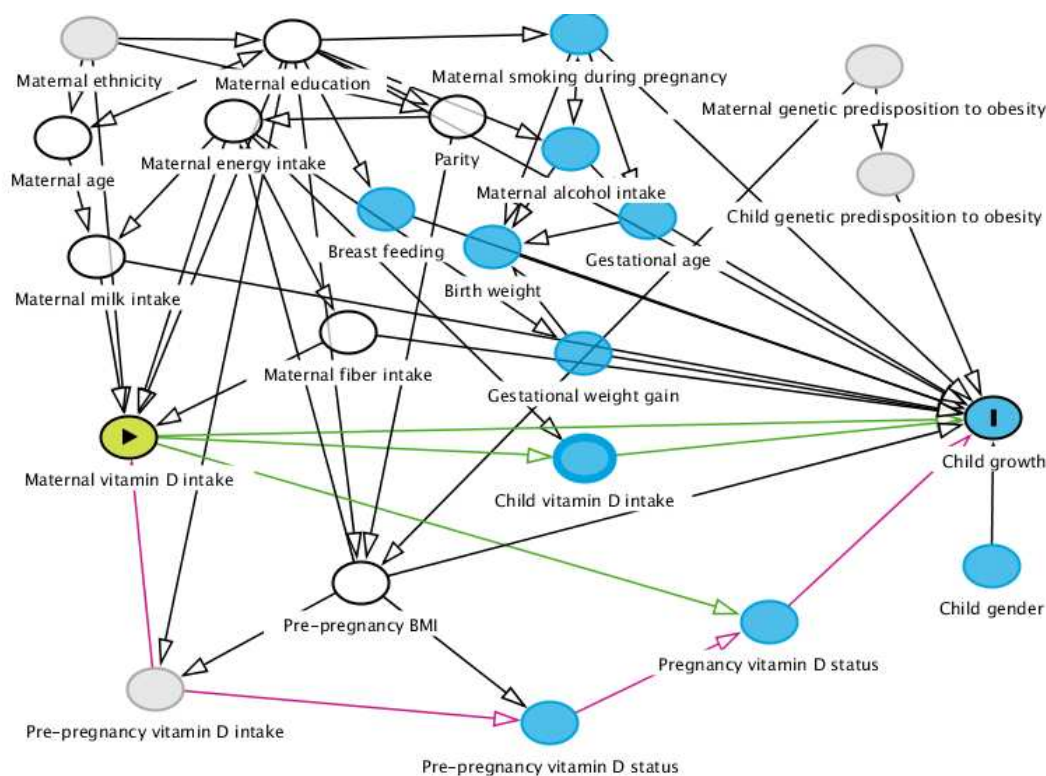 Maternal ethnicity
Maternal education
Maternal smoking during pregnancy
Maternal genetic predisposition to obesity
Maternal energy intake
Parity
Maternal age
Maternal alcohol intake
Child genetic predisposition to obesity
Breast feeding
Gestational age
Maternal milk intake
Birth weight
Maternal fiber intake
Gestational weight gain
Maternal vitamin D intake
Child vitamin D intake
Child growth
Child gender
Pre-pregnancy BMI
Pregnancy vitamin D status
Pre-pregnancy vitamin D intake
Pre-pregnancy vitamin D status